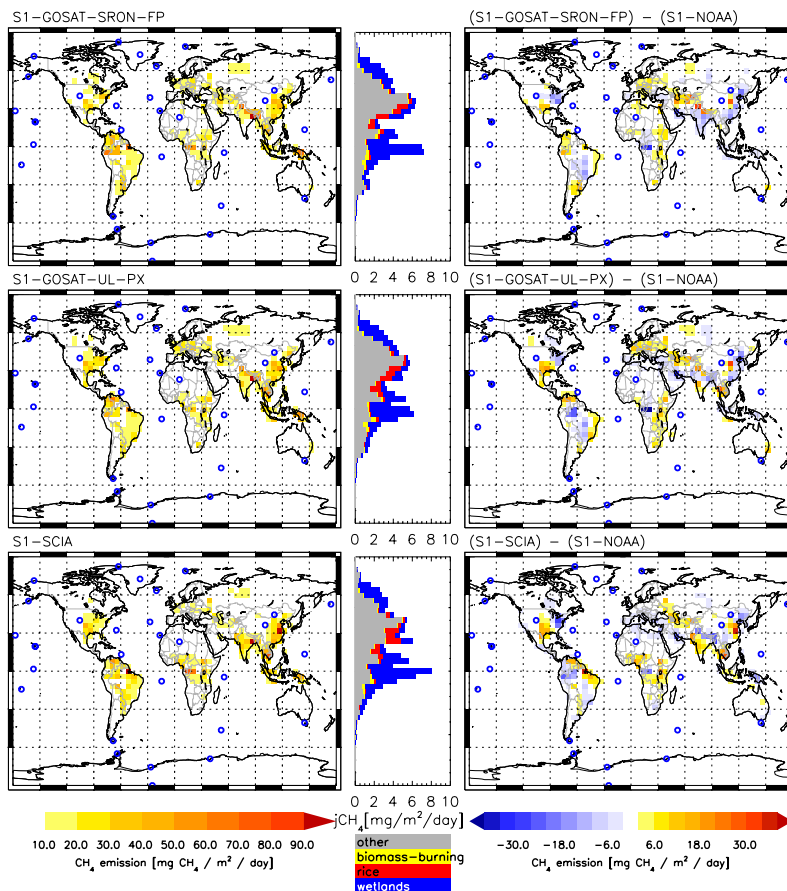 S1-GOSAT-SRON-FP
(S1-GOSAT-SRON-FP) - (S1-NOAA)
0 2 4 6 8 10
S1-GOSAT-UL-PX
(S1-GOSAT-UL-PX) - (S1-NOAA)
0 2 4 6 8 10
S1-SCIA
(S1-SCIA) - (S1-NOAA)
0 2 4 6 8 10
10.0 20.0 30.0 40.0 50.0 60.0 70.0 80.0 90.0
CH₄ emission [mg CH₄ / m² / day]
jCH₄[mg/m²/day]
other
biomass-burning
rice
wetlands
-30.0 -18.0 -6.0 6.0 18.0 30.0
CH₄ emission [mg CH₄ / m² / day]